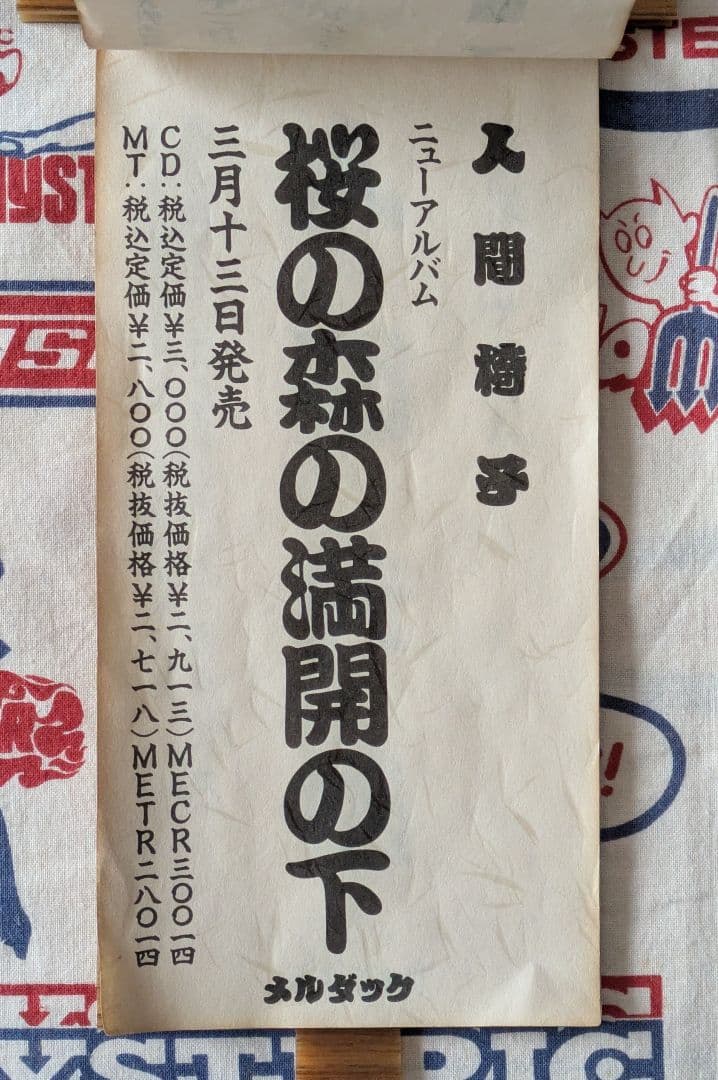 人間椅子
ニューアルバム
桜の森の満開の下
三月十三日発売
CD:税込定価¥三、〇〇〇(税抜価格¥二、九一三)MECR三〇〇一四
MT:税込定価¥二、八〇〇(税抜価格¥二、七一八)METR二八〇一四
メルダック